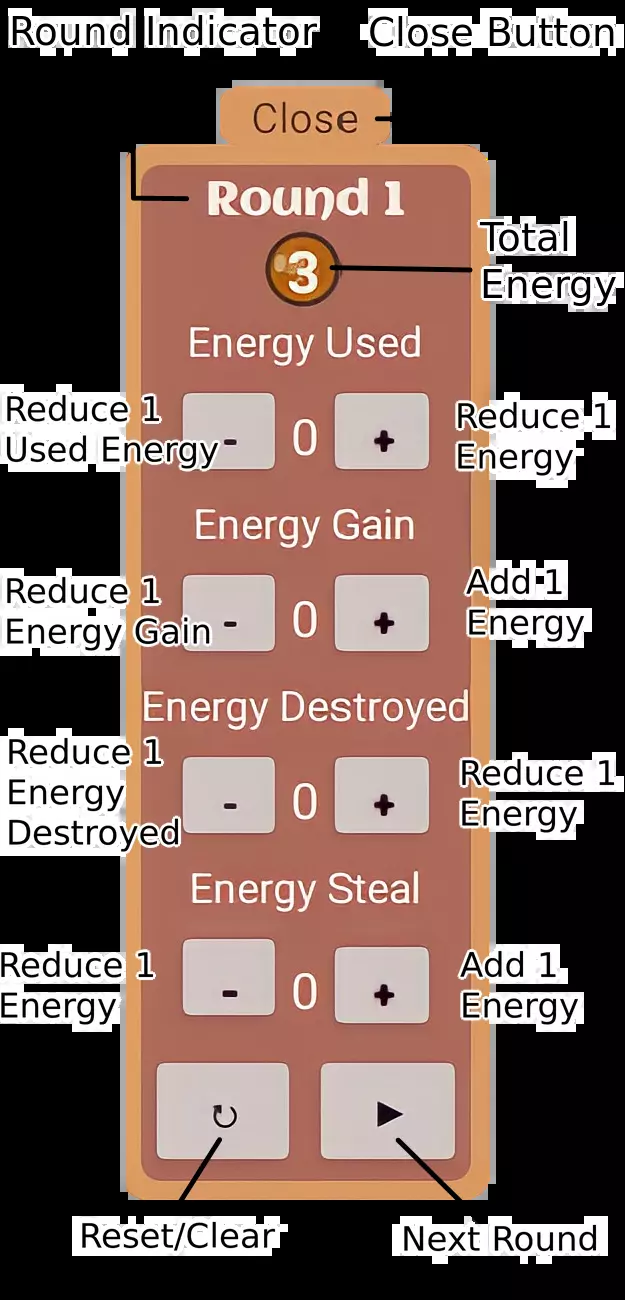 Round Indicator
Close Button
Close
Round 1
3
Total
Energy
Energy Used
Reduce 1
Used Energy
- 0 +
Reduce 1
Energy
Energy Gain
Reduce 1
Energy Gain
- 0 +
Add 1
Energy
Energy Destroyed
Reduce 1
Energy
Destroyed
- 0 +
Reduce 1
Energy
Energy Steal
Reduce 1
Energy
- 0 +
Add 1
Energy
Reset/Clear
Next Round